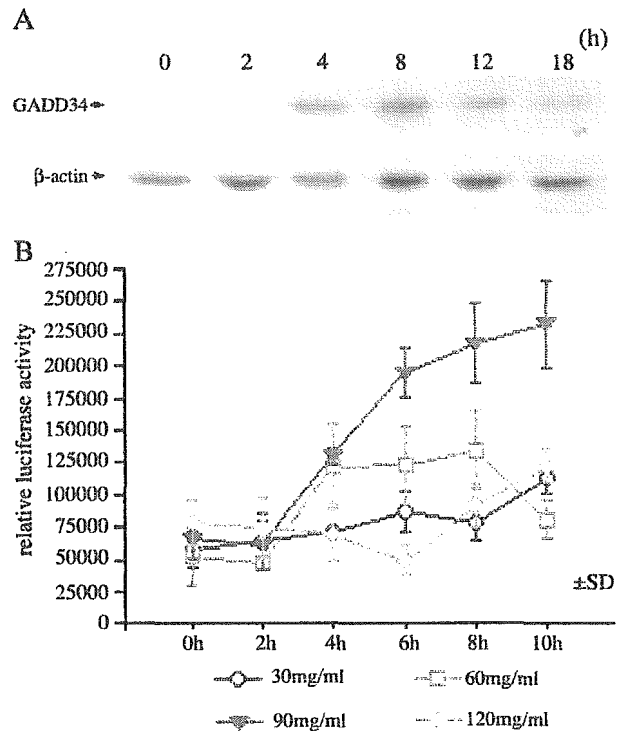 A
(h)
0 2 4 8 12 18
GADD34
β-actin
B
275000
250000
225000
200000
175000
150000
125000
100000
75000
50000
25000
0
relative luciferase activity
±SD
0h 2h 4h 6h 8h 10h
30mg/ml 60mg/ml
90mg/ml 120mg/ml